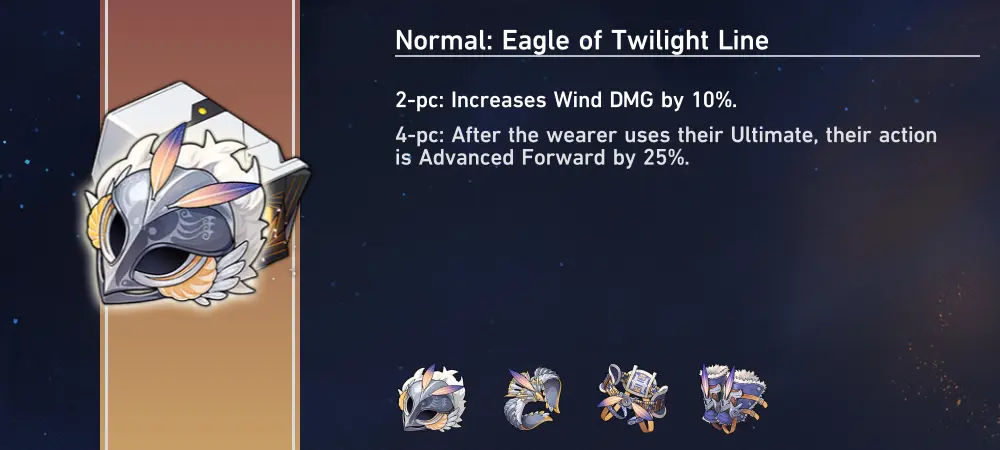 Normal: Eagle of Twilight Line
2-pc: Increases Wind DMG by 10%.
4-pc: After the wearer uses their Ultimate, their action
is Advanced Forward by 25%.